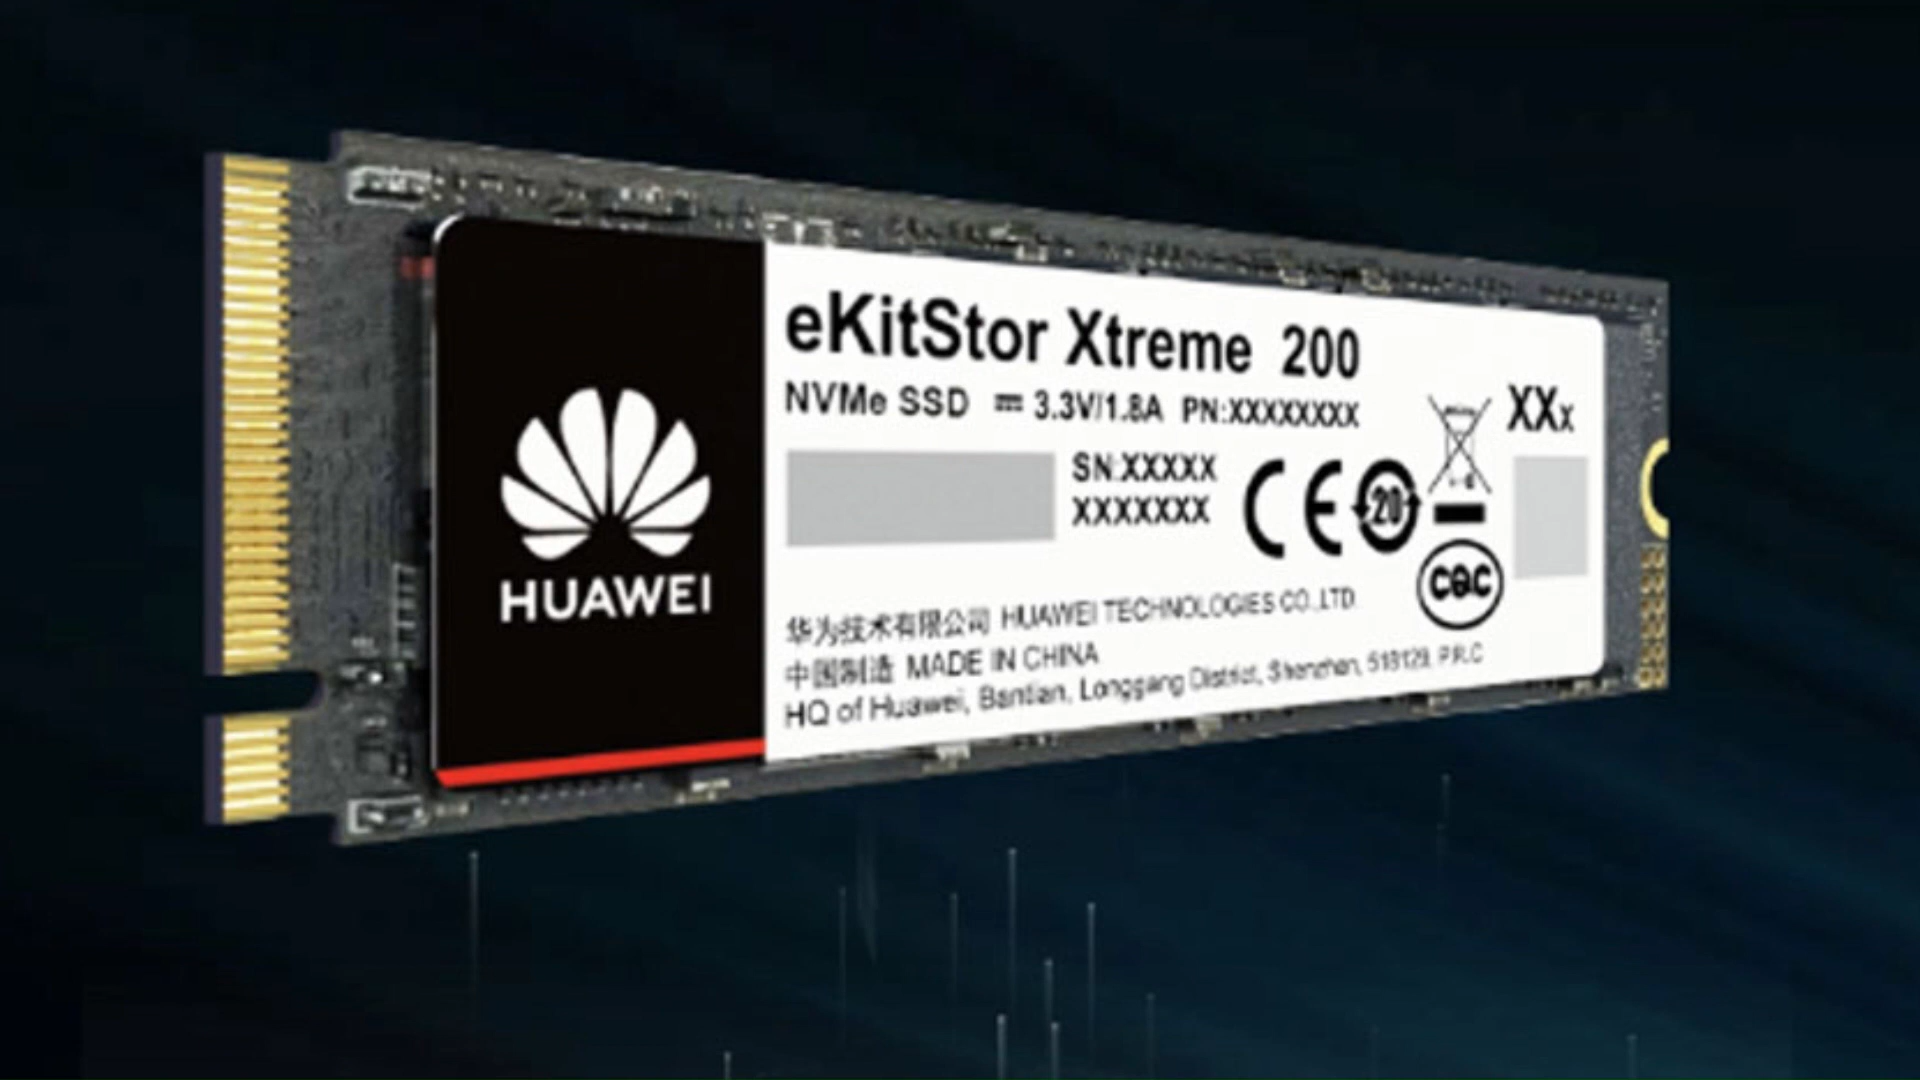 HUAWEI
eKitStor Xtreme 200
NVMe SSD ⎓ 3.3V/1.8A PN:XXXXXXXX
XXx
SN:XXXXX
XXXXXXX
CE
20
CQC
华为技术有限公司 HUAWEI TECHNOLOGIES CO.,LTD.
中国制造 MADE IN CHINA
HQ of Huawei, Bantian, Longgang District, Shenzhen, 518129, P.R.C